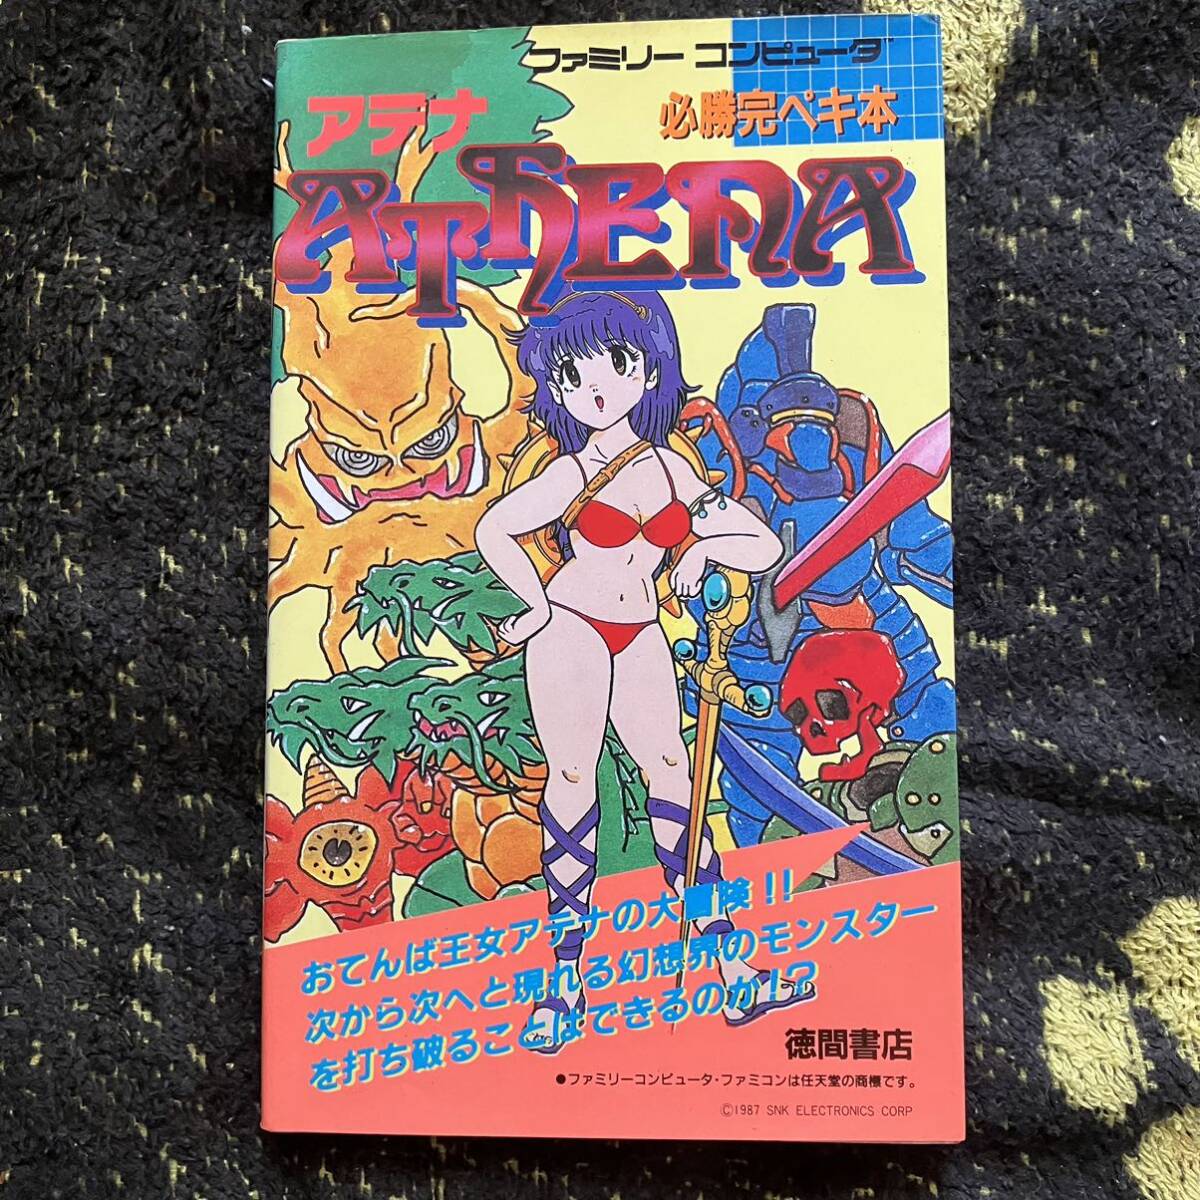 ファミリー コンピュータ™
アテナ
必勝完ペキ本
ATHENA
おてんば王女アテナの大冒険!!
次から次へと現れる幻想界のモンスター
を打ち破ることはできるのか!?
徳間書店
●ファミリーコンピュータ・ファミコンは任天堂の商標です。
©1987 SNK ELECTRONICS CORP